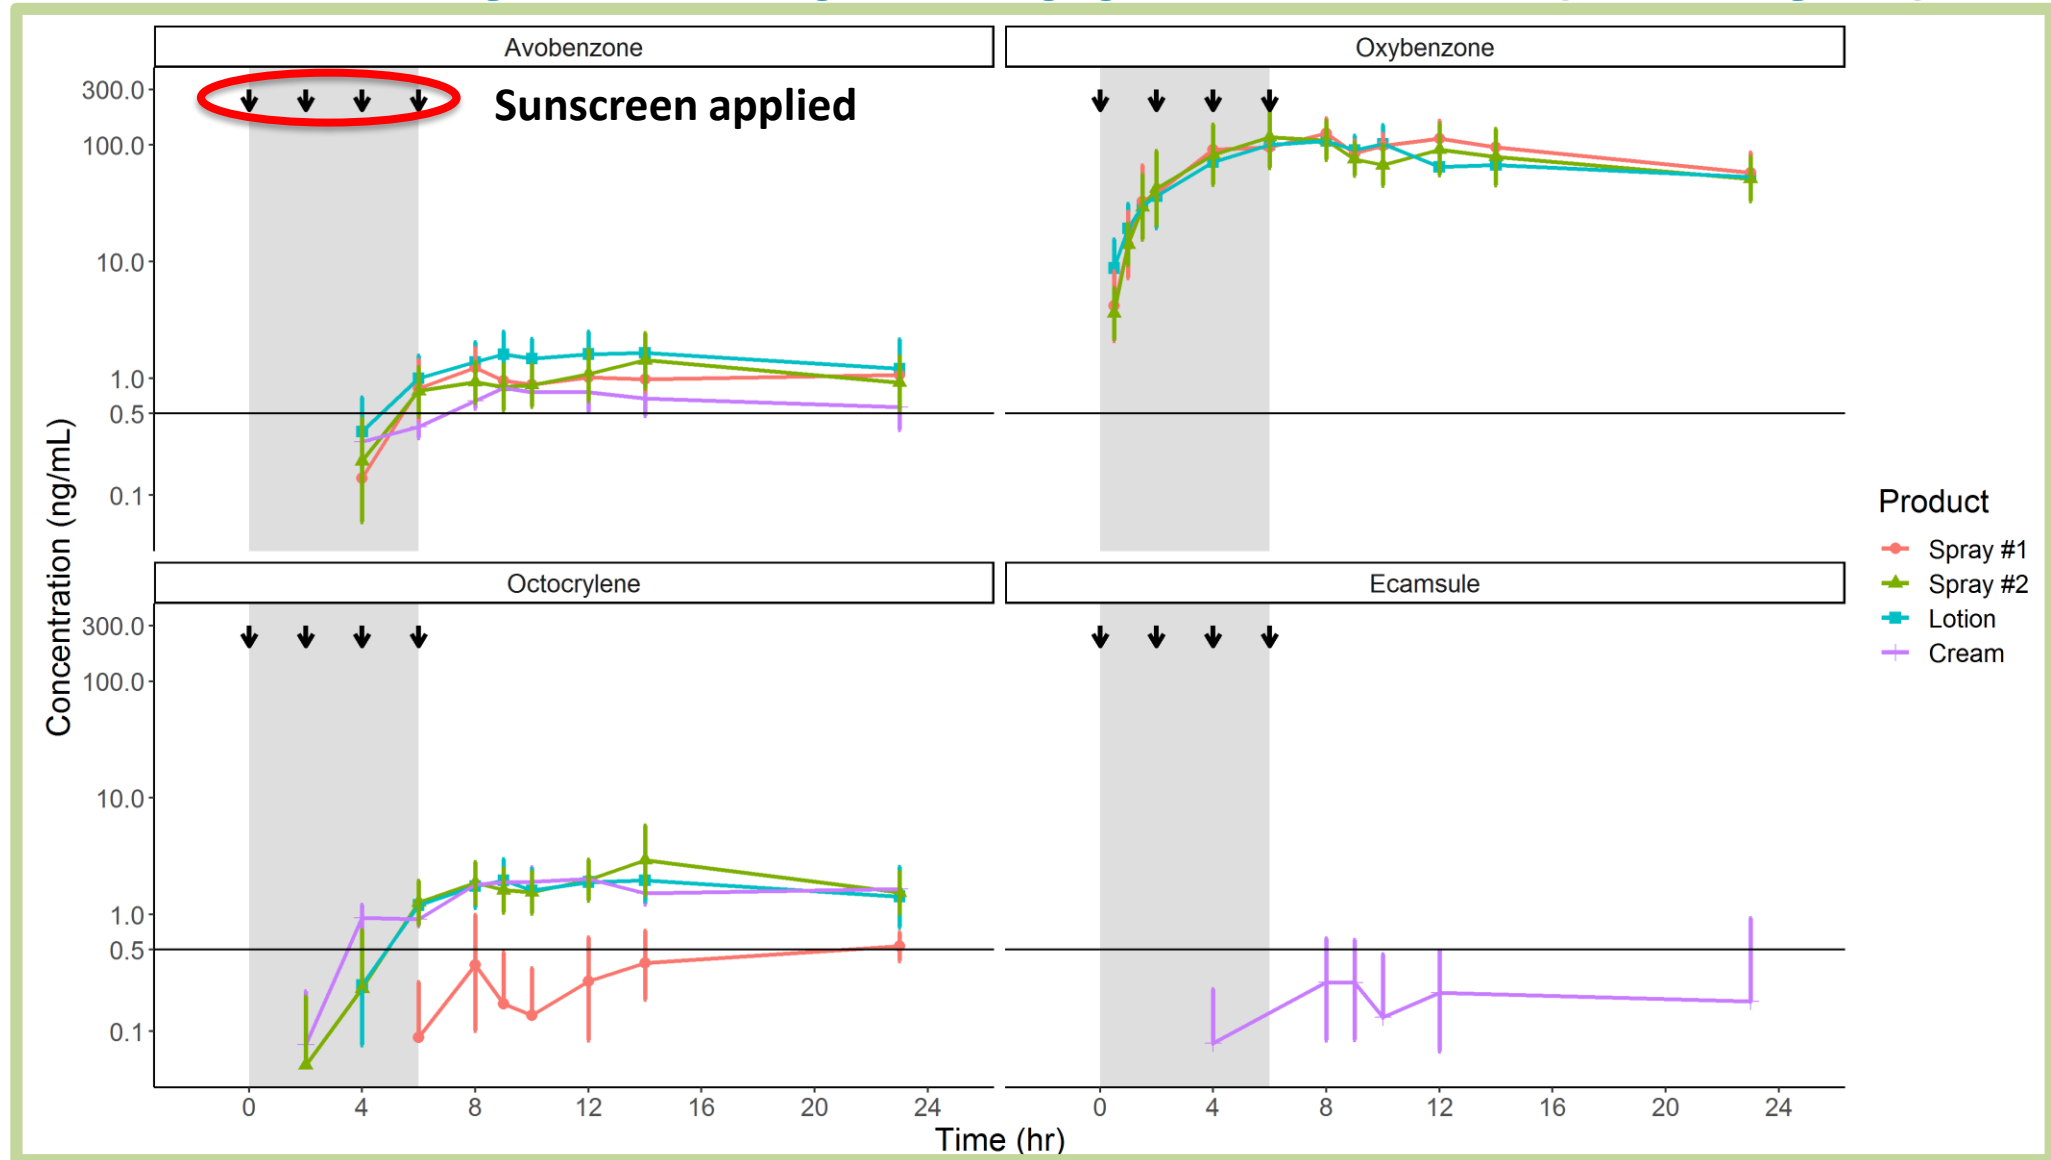 Avobenzone
Oxybenzone
Sunscreen applied
300.0
100.0
10.0
1.0
0.5
0.1
Octocrylene
Ecamsule
300.0
100.0
10.0
1.0
0.5
0.1
Concentration (ng/mL)
0 4 8 12 16 20 24
0 4 8 12 16 20 24
Time (hr)
Product
Spray #1
Spray #2
Lotion
Cream